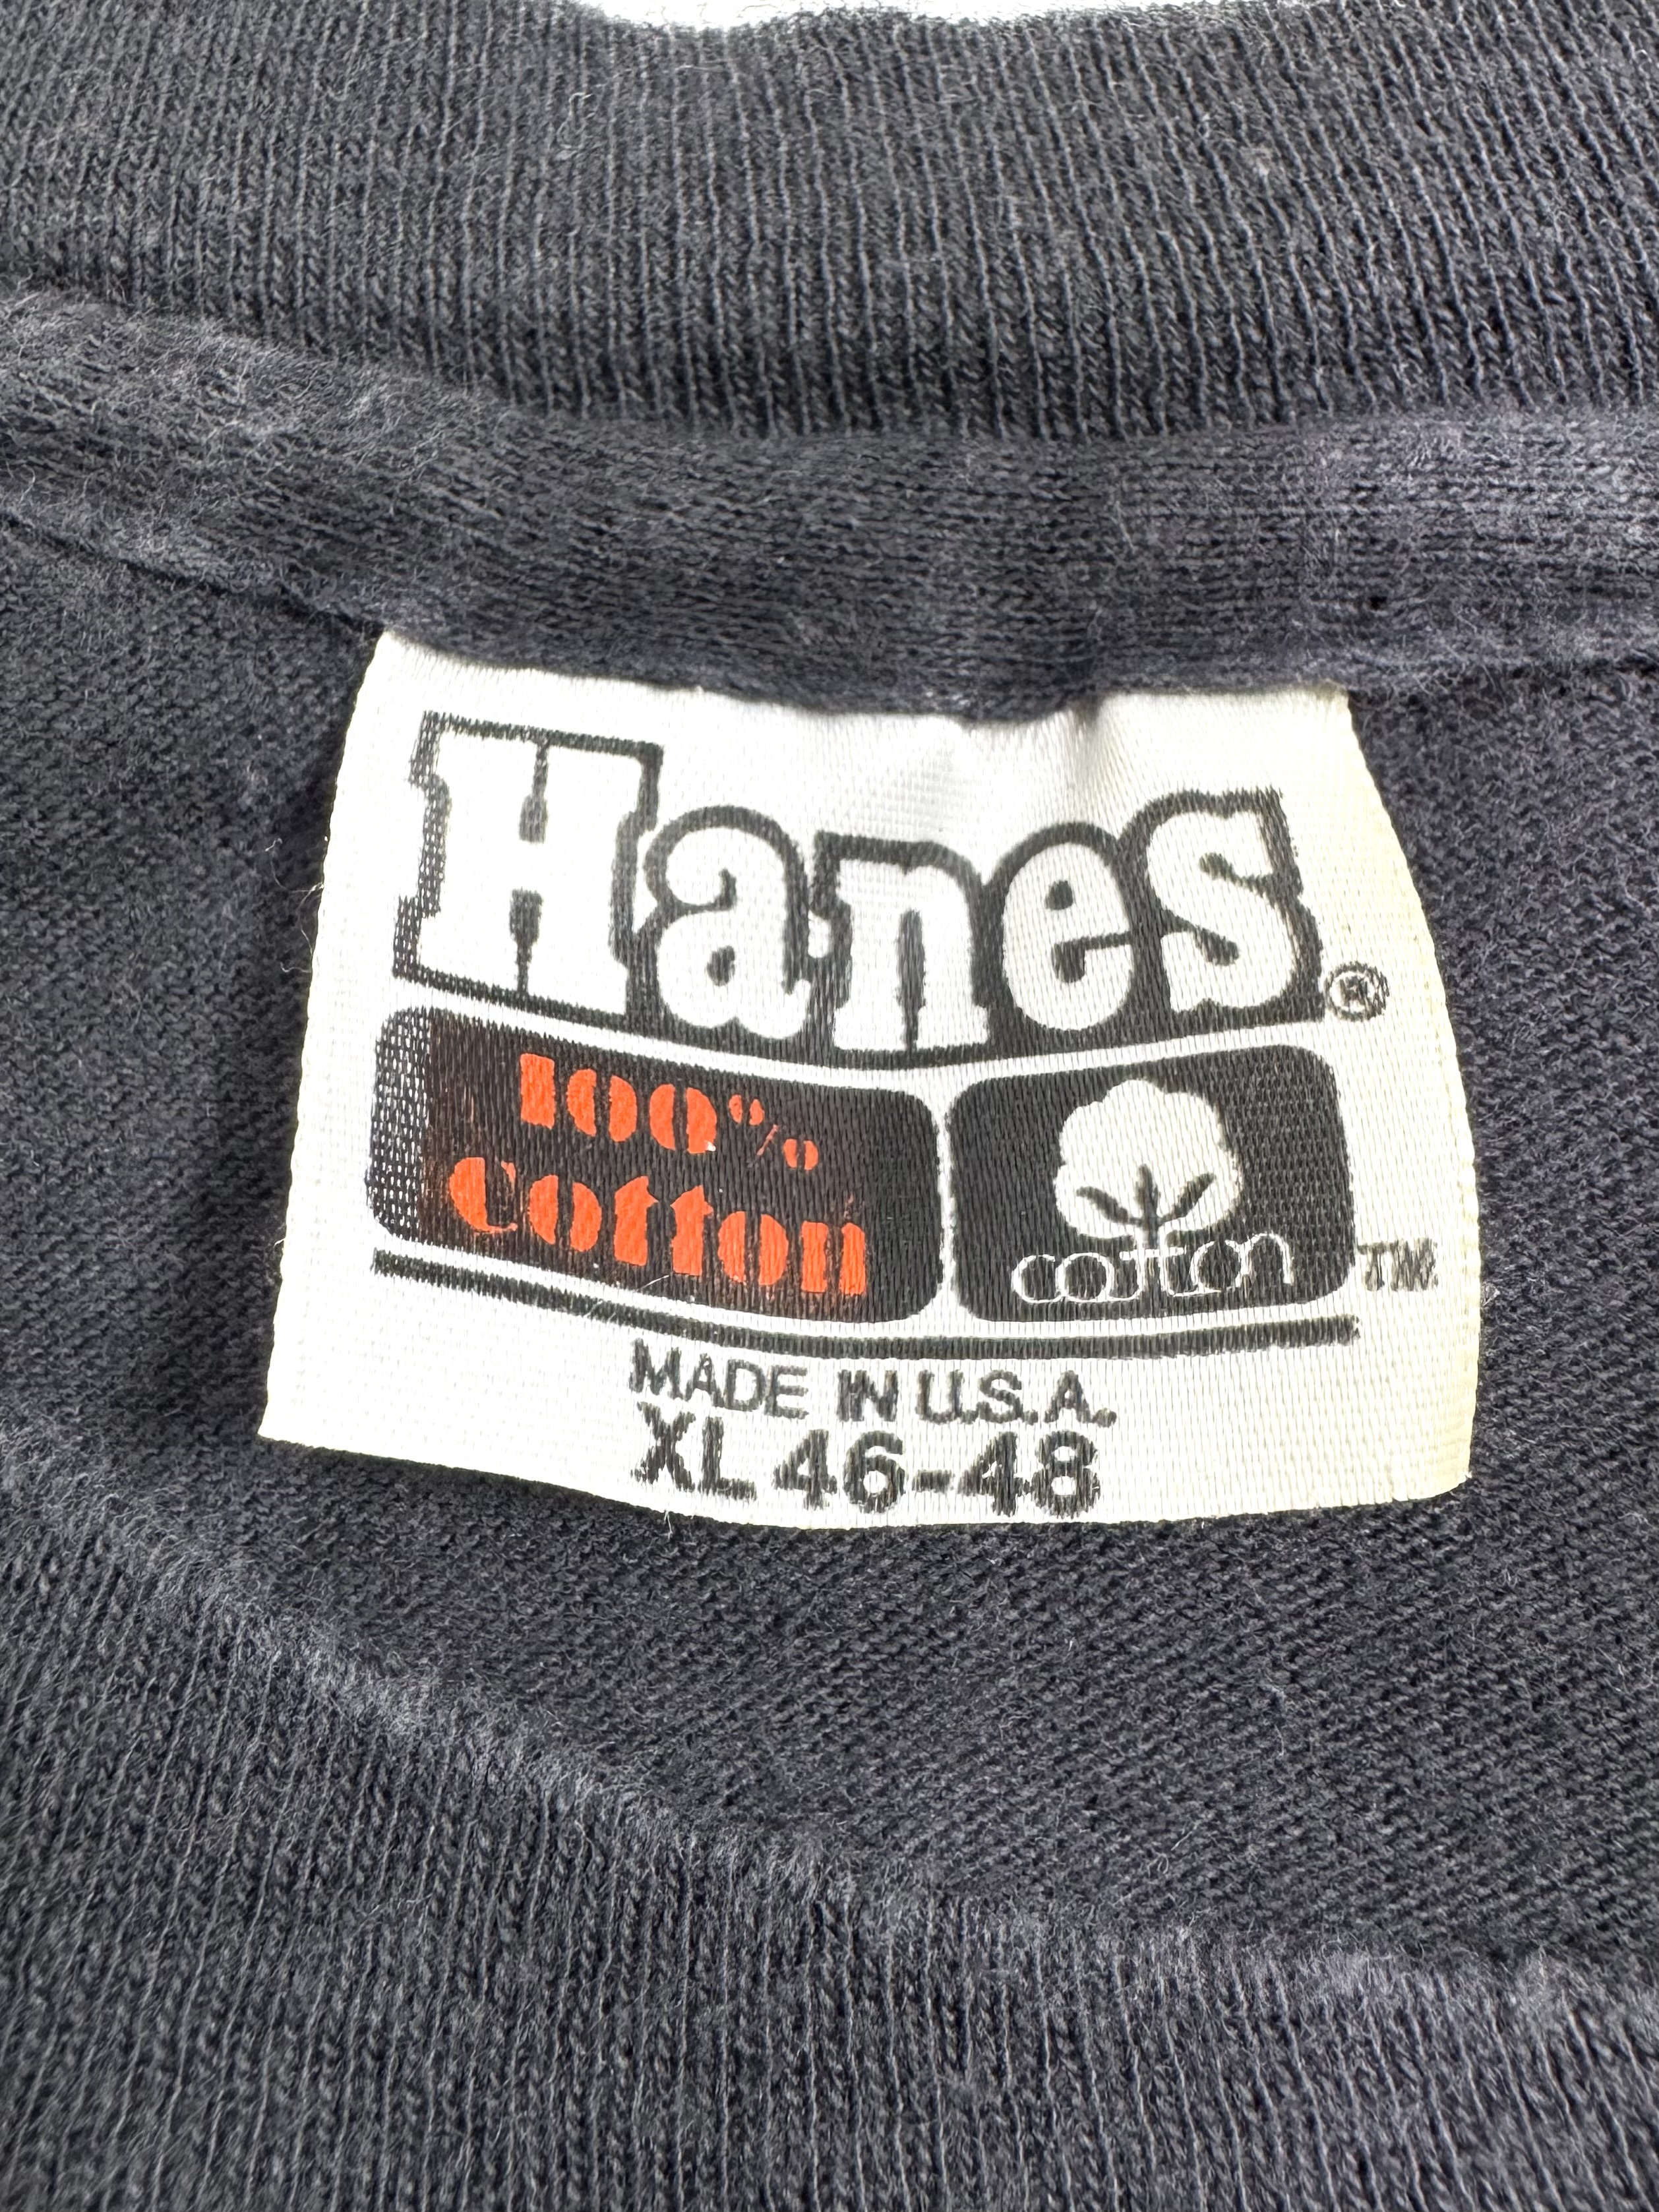 Hanes®
100%
Cotton
cotton TM.
MADE IN U.S.A.
XL 46-48